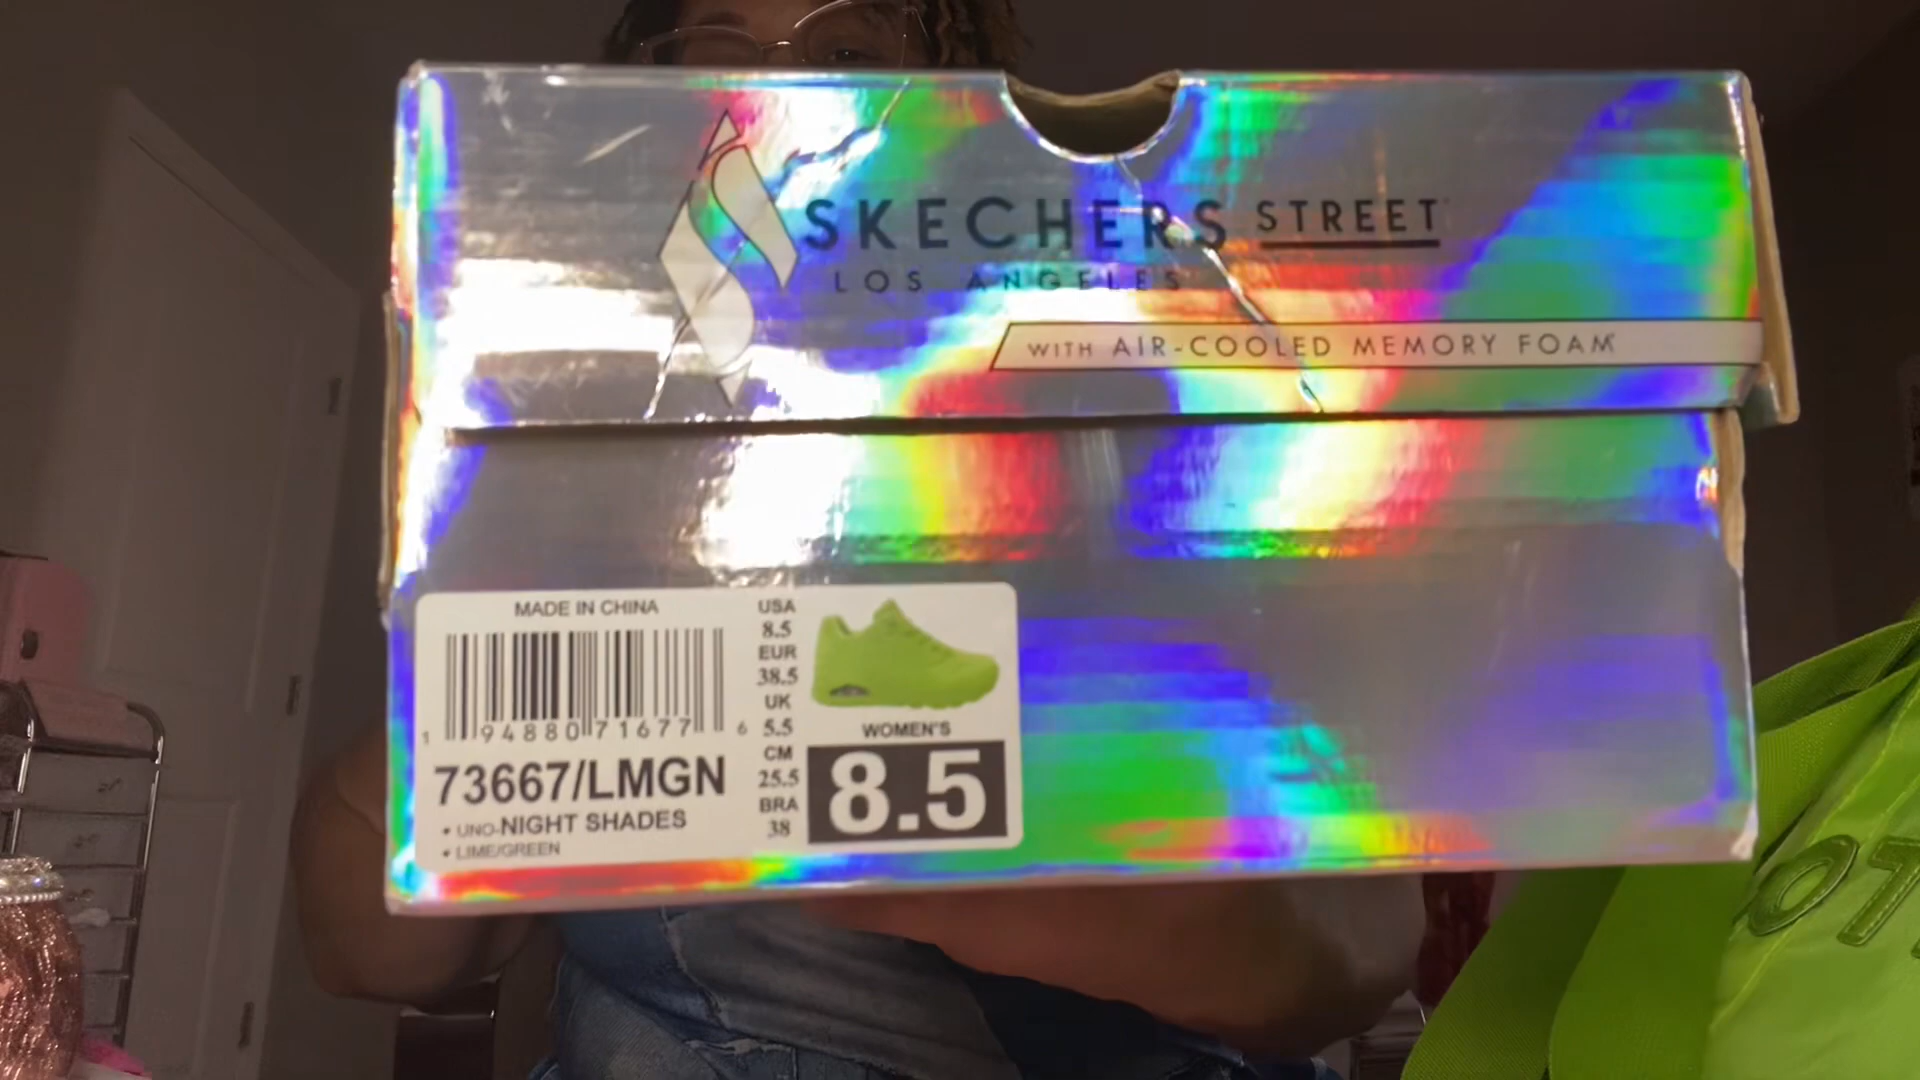 SKECHERS STREET
LOS ANGELES
WITH AIR-COOLED MEMORY FOAM
MADE IN CHINA
1 94880 71677 6
73667/LMGN
• UNO-NIGHT SHADES
• LIME/GREEN
USA
8.5
EUR
38.5
UK
5.5
CM
25.5
BRA
38
WOMEN'S
8.5